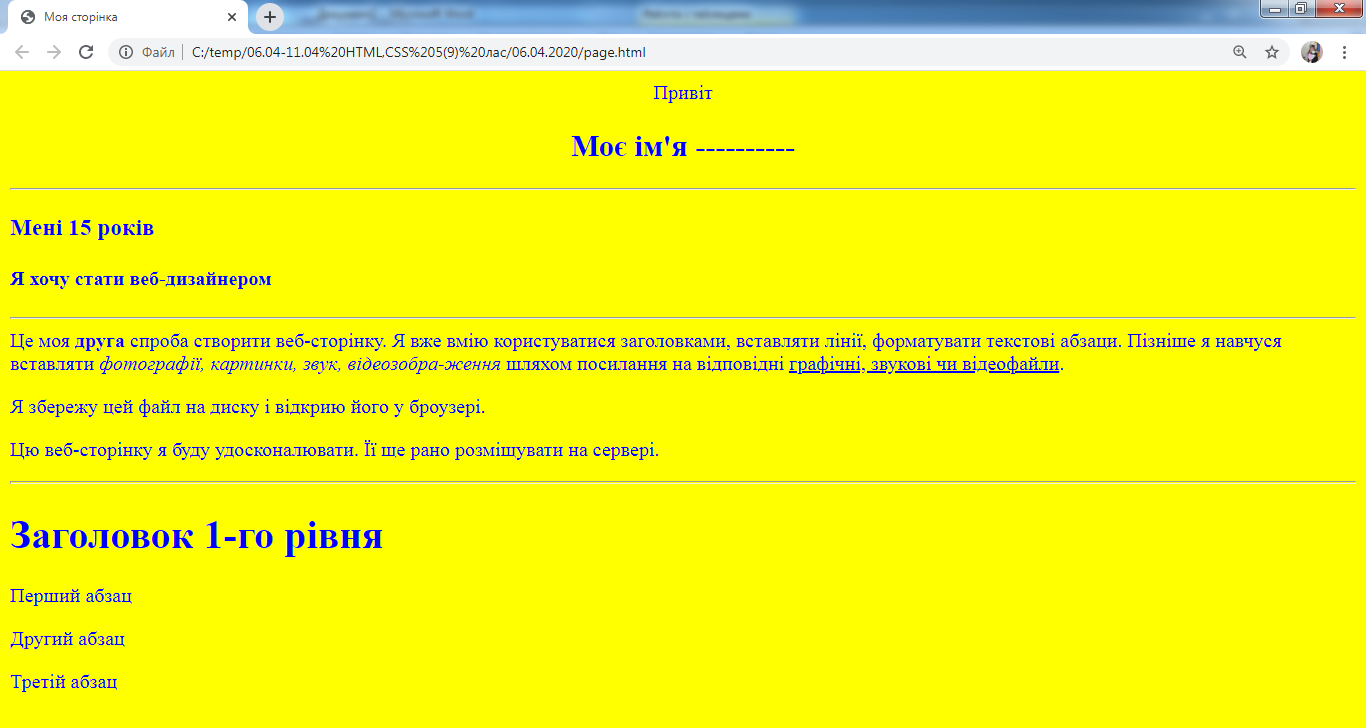 Моя сторінка
Файл
C:/temp/06.04-11.04%20HTML,CSS%205(9)%20лас/06.04.2020/page.html
Привіт
Моє ім'я ----------
Мені 15 років
Я хочу стати веб-дизайнером
Це моя друга спроба створити веб-сторінку. Я вже вмію користуватися заголовками, вставляти лінії, форматувати текстові абзаци. Пізніше я навчуся
вставляти фотографії, картинки, звук, відеозобра-ження шляхом посилання на відповідні графічні, звукові чи відеофайли.
Я збережу цей файл на диску і відкрию його у броузері.
Цю веб-сторінку я буду удосконалювати. Її ще рано розміщувати на сервері.
Заголовок 1-го рівня
Перший абзац
Другий абзац
Третій абзац